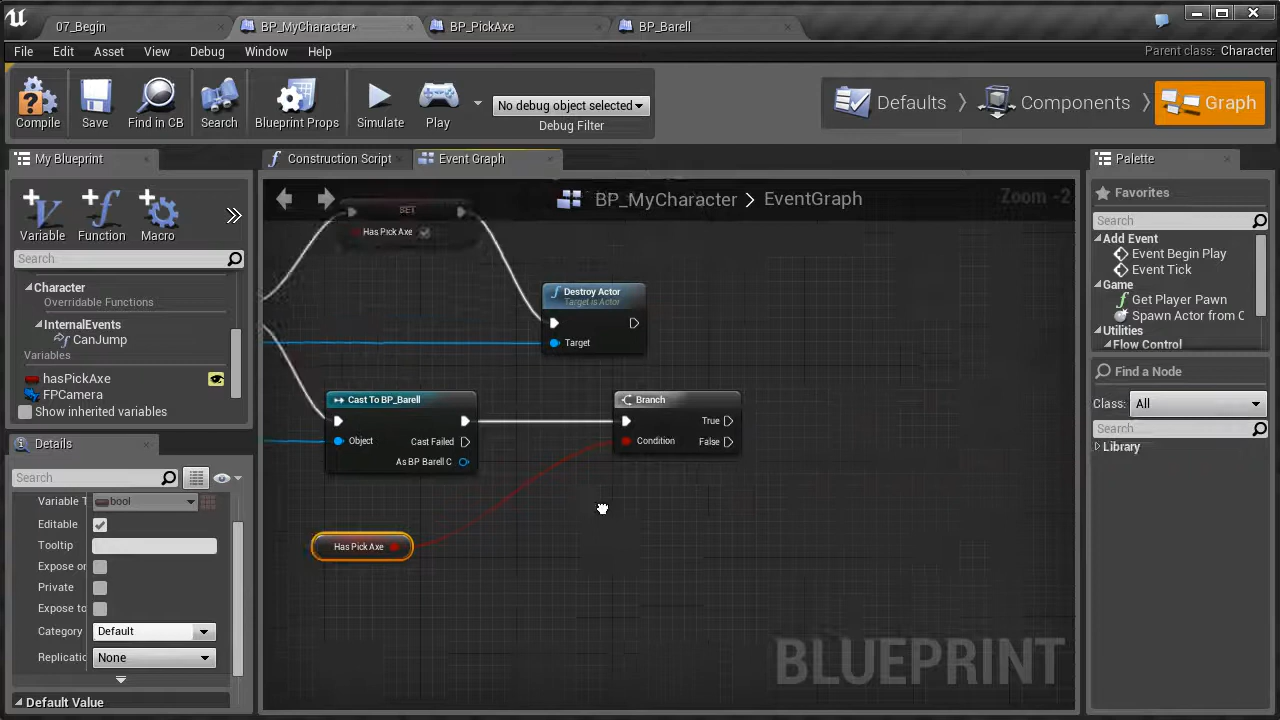 07_Begin
BP_MyCharacter*
BP_PickAxe
BP_Barell
File
Edit
Asset
View
Debug
Window
Help
Parent class: Character
Compile
Save
Find in CB
Search
Blueprint Props
Simulate
Play
No debug object selected
Debug Filter
Defaults
Components
Graph
My Blueprint
Variable
Function
Macro
Search
Character
Overridable Functions
InternalEvents
CanJump
Variables
hasPickAxe
FPCamera
Show inherited variables
Details
Search
Variable T
bool
Editable
Tooltip
Expose on
Private
Expose to
Category
Default
Replicatio
None
Default Value
Construction Script
Event Graph
BP_MyCharacter > EventGraph
Zoom -2
SET
Has Pick Axe
Destroy Actor
Target is Actor
Target
Cast To BP_Barell
Object
Cast Failed
As BP Barell C
Branch
True
Condition
False
Has Pick Axe
BLUEPRINT
Palette
Favorites
Search
Add Event
Event Begin Play
Event Tick
Game
Get Player Pawn
Spawn Actor from C
Utilities
Flow Control
Find a Node
Class:
All
Search
Library